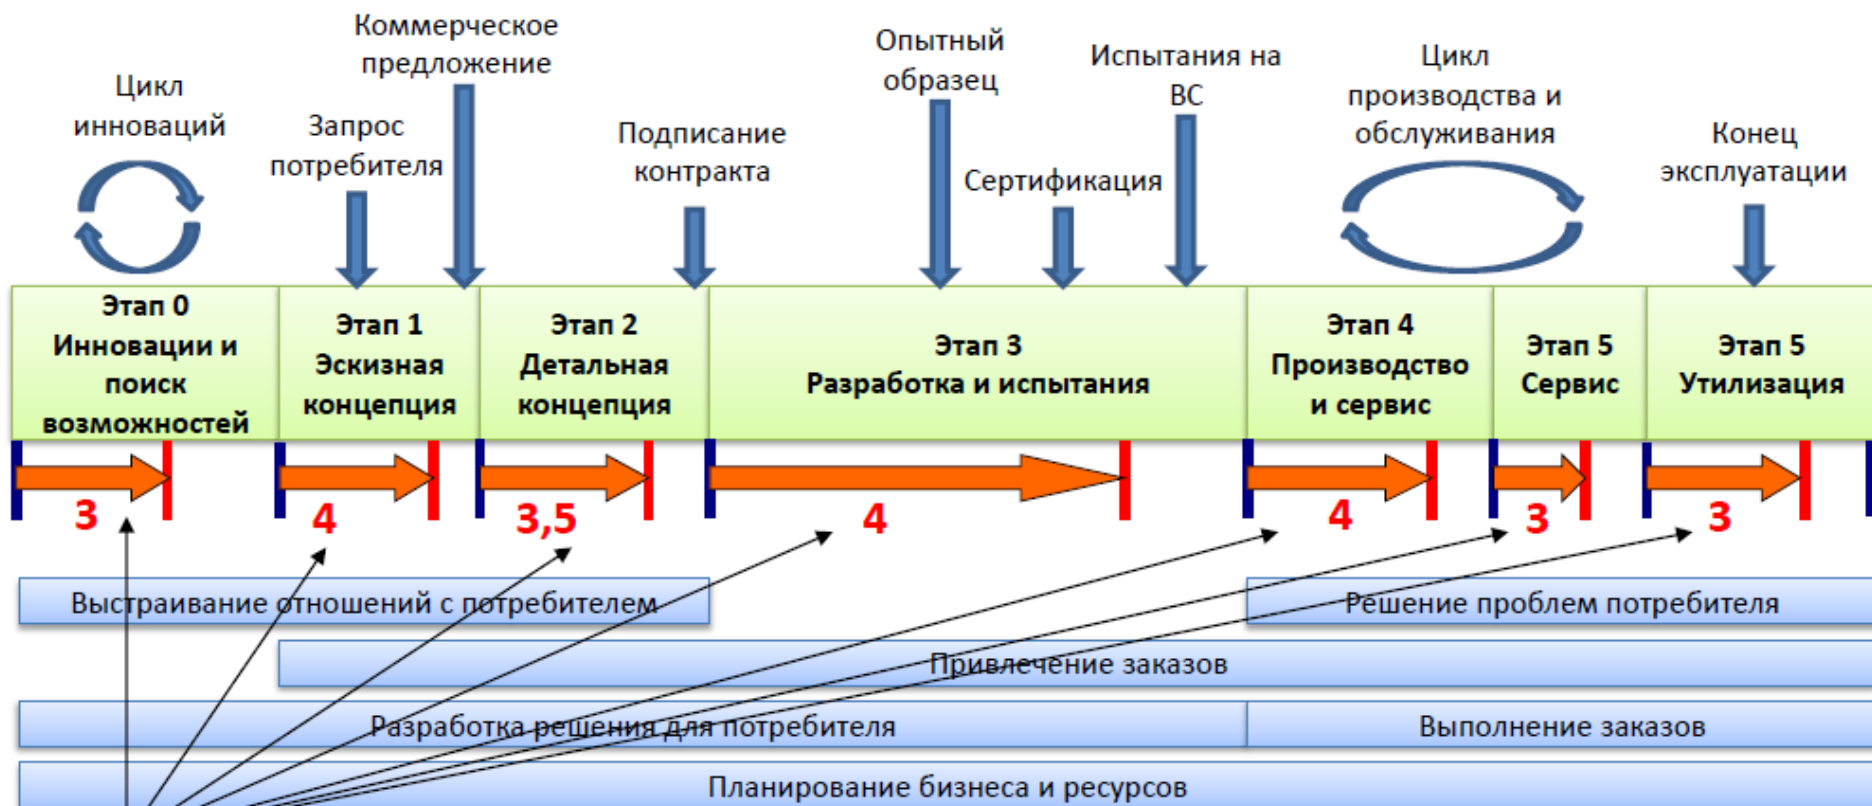 Цикл
инноваций
Запрос
потребителя
Коммерческое
предложение
Подписание
контракта
Опытный
образец
Сертификация
Испытания на
ВС
Цикл
производства и
обслуживания
Конец
эксплуатации
Этап 0
Инновации и
поиск
возможностей
Этап 1
Эскизная
концепция
Этап 2
Детальная
концепция
Этап 3
Разработка и испытания
Этап 4
Производство
и сервис
Этап 5
Сервис
Этап 5
Утилизация
3
4
3,5
4
4
3
3
Выстраивание отношений с потребителем
Решение проблем потребителя
Привлечение заказов
Разработка решения для потребителя
Выполнение заказов
Планирование бизнеса и ресурсов